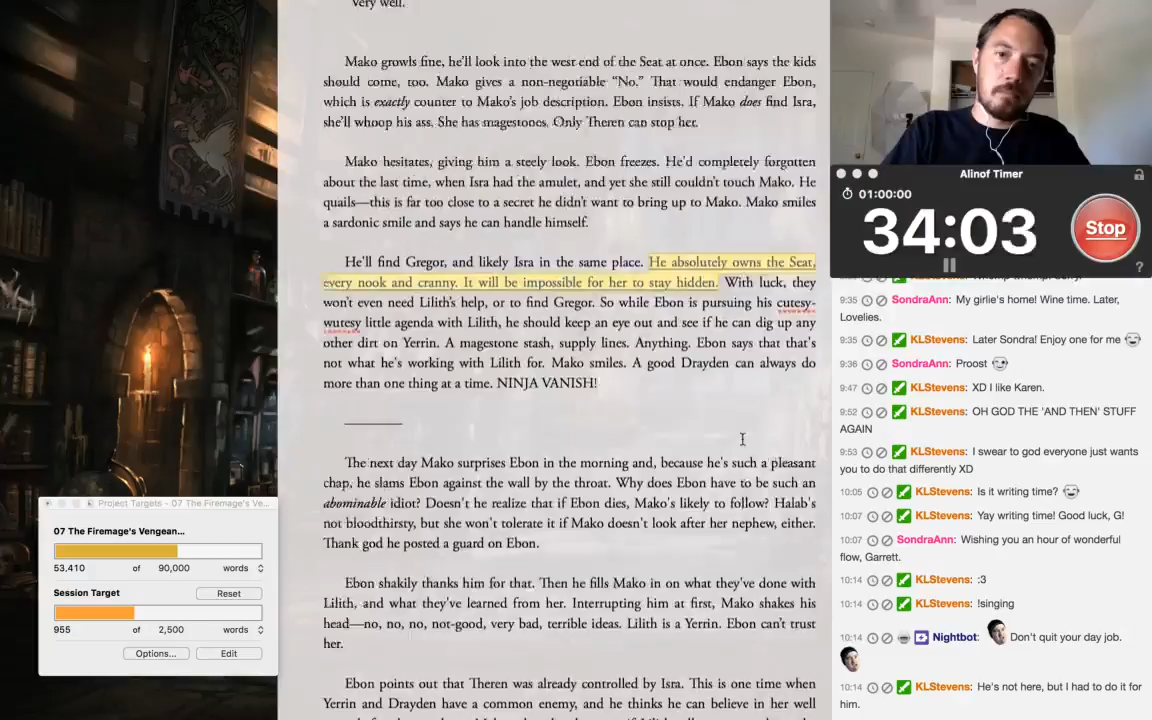 Very well.
Mako growls fine, he'll look into the west end of the Seat at once. Ebon says the kids
should come, too. Mako gives a non-negotiable “No.” That would endanger Ebon,
which is exactly counter to Mako's job description. Ebon insists. If Mako does find Isra,
she'll whoop his ass. She has magestones. Only Theren can stop her.
Mako hesitates, giving him a steely look. Ebon freezes. He'd completely forgotten
about the last time, when Isra had the amulet, and yet she still couldn't touch Mako. He
quails—this is far too close to a secret he didn't want to bring up to Mako. Mako smiles
a sardonic smile and says he can handle himself.
He'll find Gregor, and likely Isra in the same place. He absolutely owns the Seat,
every nook and cranny. It will be impossible for her to stay hidden. With luck, they
won't even need Lilith's help, or to find Gregor. So while Ebon is pursuing his cutesy-
wutesy little agenda with Lilith, he should keep an eye out and see if he can dig up any
other dirt on Yerrin. A magestone stash, supply lines. Anything. Ebon says that that's
not what he's working with Lilith for. Mako smiles. A good Drayden can always do
more than one thing at a time. NINJA VANISH!
The next day Mako surprises Ebon in the morning and, because he's such a pleasant
chap, he slams Ebon against the wall by the throat. Why does Ebon have to be such an
abominable idiot? Doesn't he realize that if Ebon dies, Mako's likely to follow? Halab's
not bloodthirsty, but she won't tolerate it if Mako doesn't look after her nephew, either.
Thank god he posted a guard on Ebon.
Ebon shakily thanks him for that. Then he fills Mako in on what they've done with
Lilith, and what they've learned from her. Interrupting him at first, Mako shakes his
head—no, no, no, not-good, very bad, terrible ideas. Lilith is a Yerrin. Ebon can't trust
her.
Ebon points out that Theren was already controlled by Isra. This is one time when
Yerrin and Drayden have a common enemy, and he thinks he can believe in her well
Project Targets - 07 The Firemage's Ve...
07 The Firemage's Vengean...
53,410 of 90,000 words
Session Target Reset
955 of 2,500 words
Options... Edit
Alinof Timer
01:00:00
34:03
Stop
?
9:35 SondraAnn: My girlie's home! Wine time. Later,
Lovelies.
9:35 KLStevens: Later Sondra! Enjoy one for me
9:36 SondraAnn: Proost
9:47 KLStevens: XD I like Karen.
9:52 KLStevens: OH GOD THE 'AND THEN' STUFF
AGAIN
9:53 KLStevens: I swear to god everyone just wants
you to do that differently XD
10:05 KLStevens: Is it writing time?
10:07 KLStevens: Yay writing time! Good luck, G!
10:07 SondraAnn: Wishing you an hour of wonderful
flow, Garrett.
10:14 KLStevens: :3
10:14 KLStevens: !singing
10:14 Nightbot: Don't quit your day job.
10:14 KLStevens: He's not here, but I had to do it for
him.